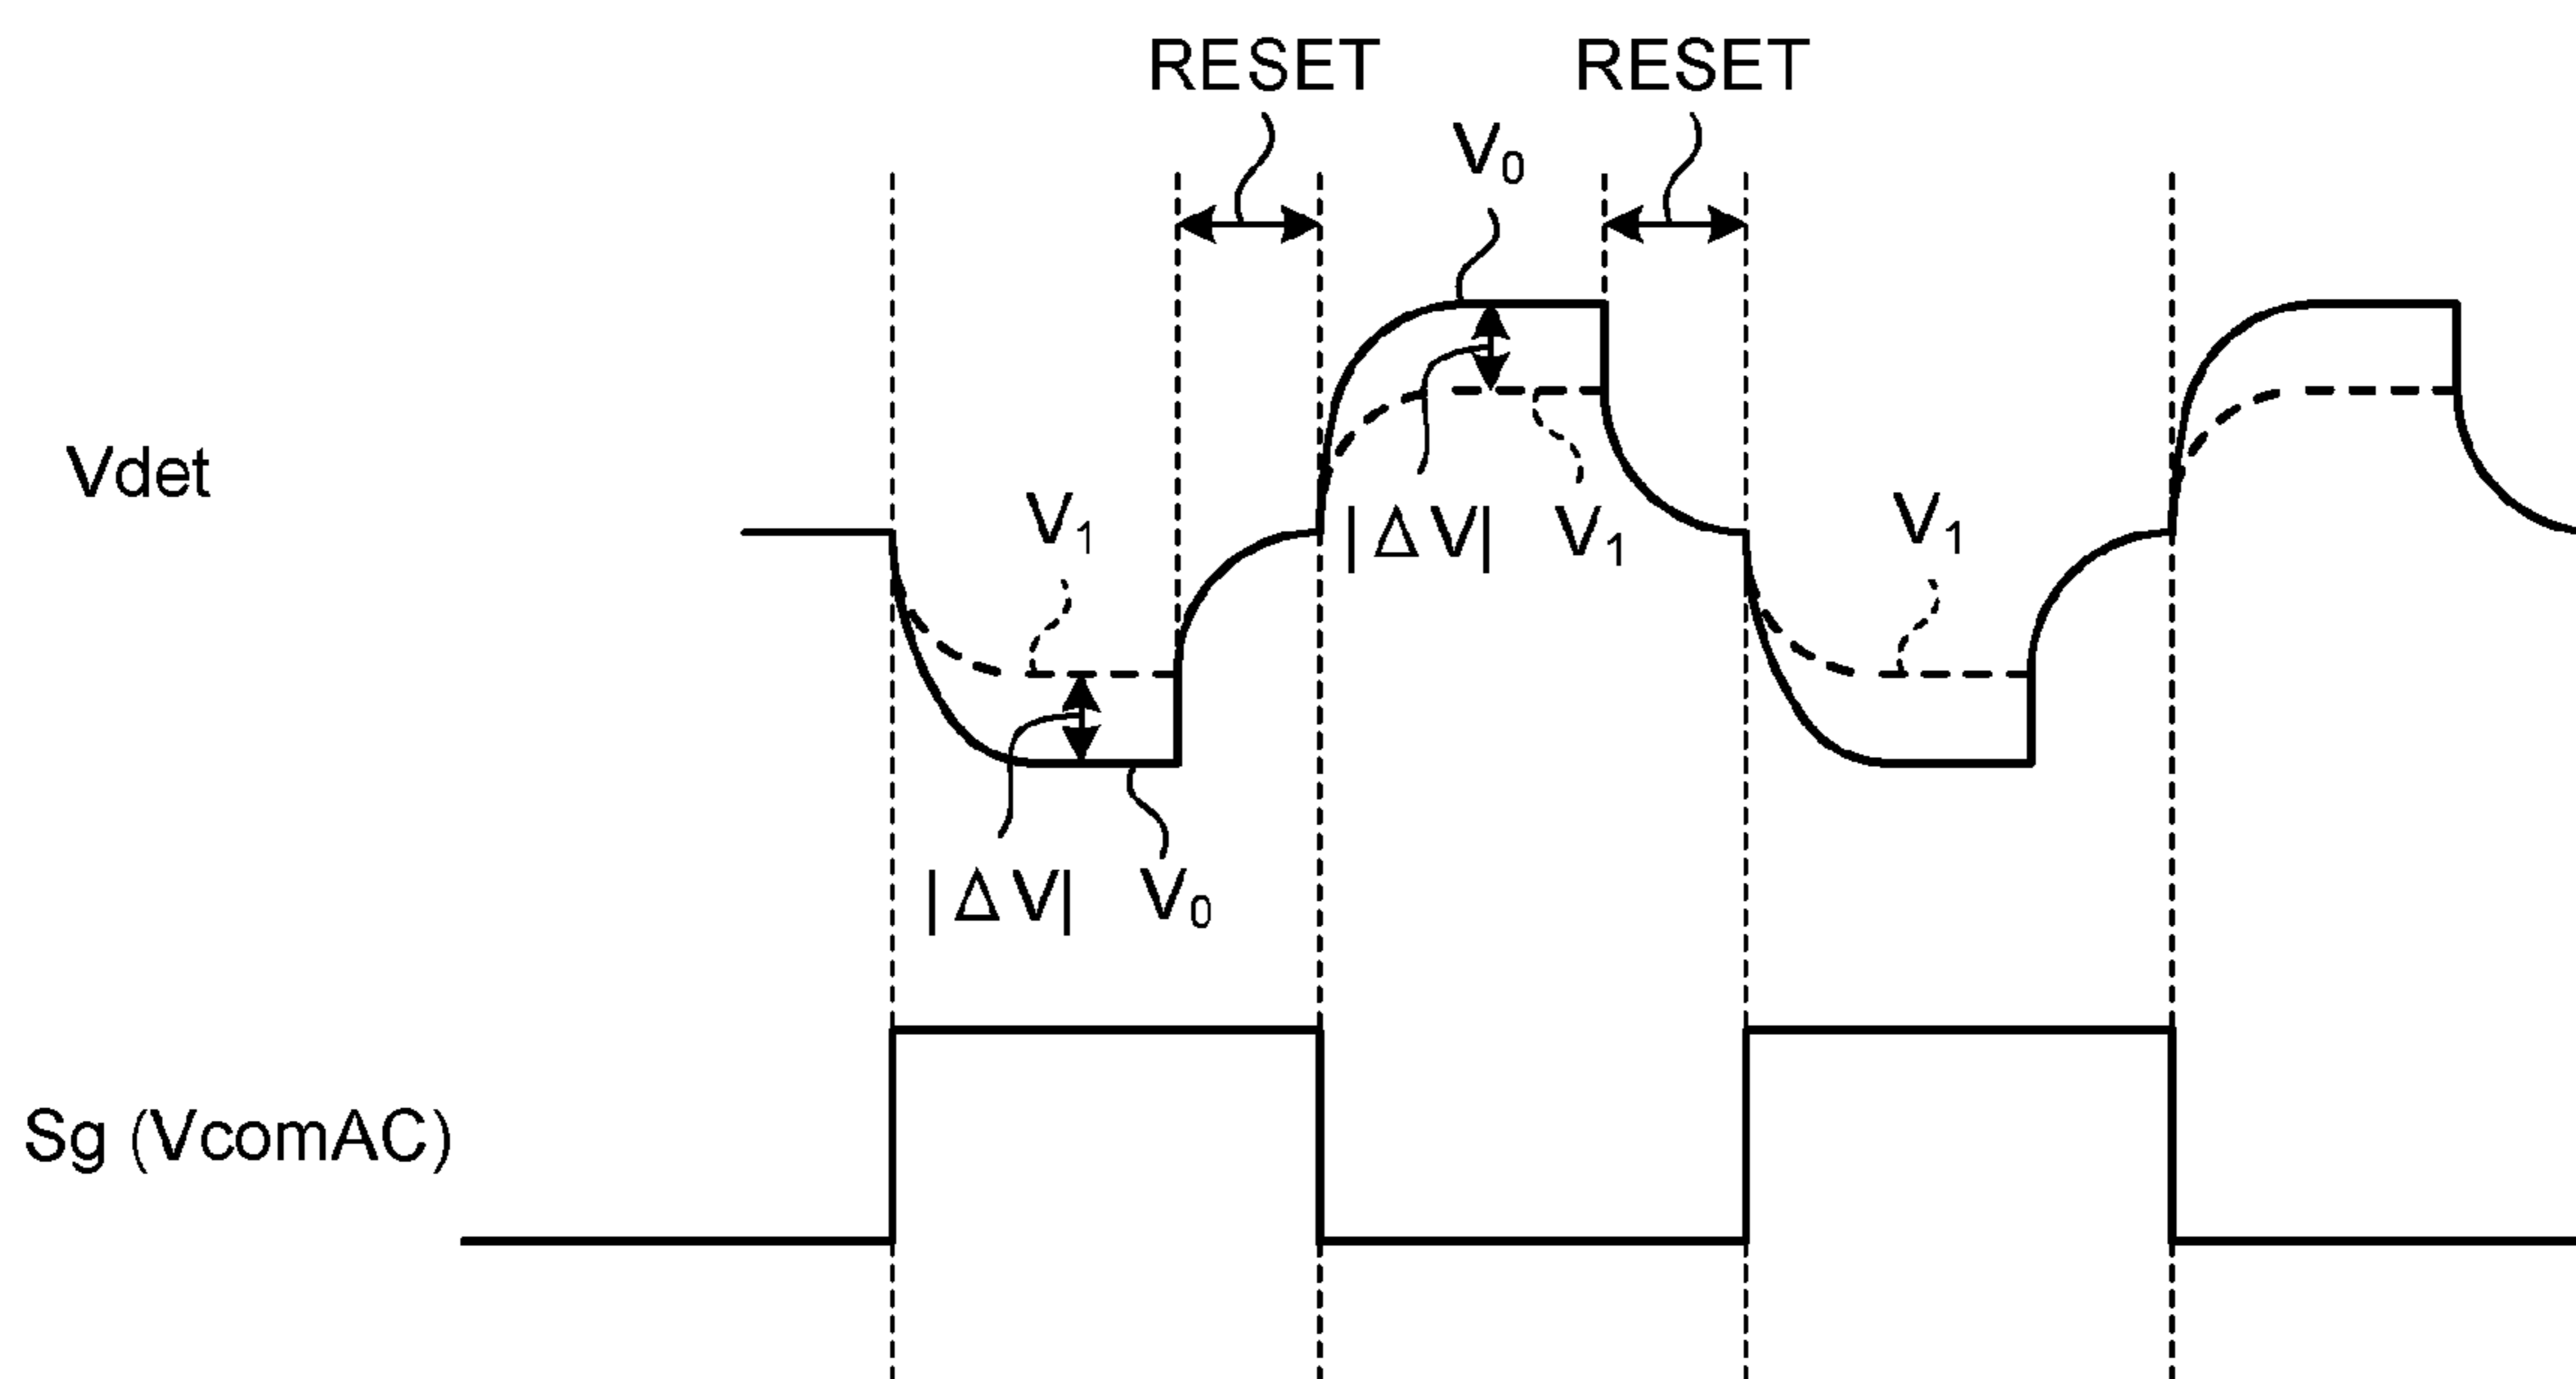 RESET
RESET
V₀
Vdet
V₁
|ΔV|
V₁
V₁
|ΔV|
V₀
Sg (VcomAC)